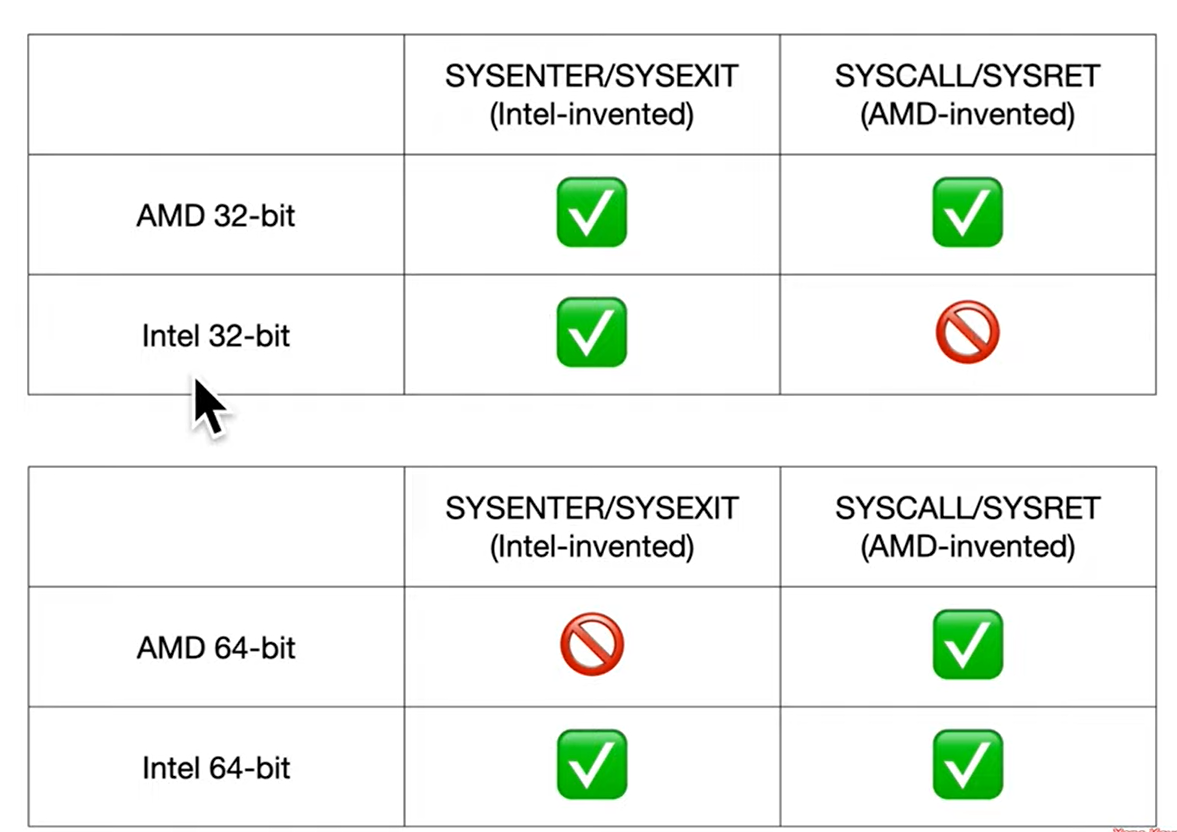 SYSENTER/SYSEXIT
(Intel-invented)
SYSCALL/SYSRET
(AMD-invented)
AMD 32-bit
Intel 32-bit
SYSENTER/SYSEXIT
(Intel-invented)
SYSCALL/SYSRET
(AMD-invented)
AMD 64-bit
Intel 64-bit